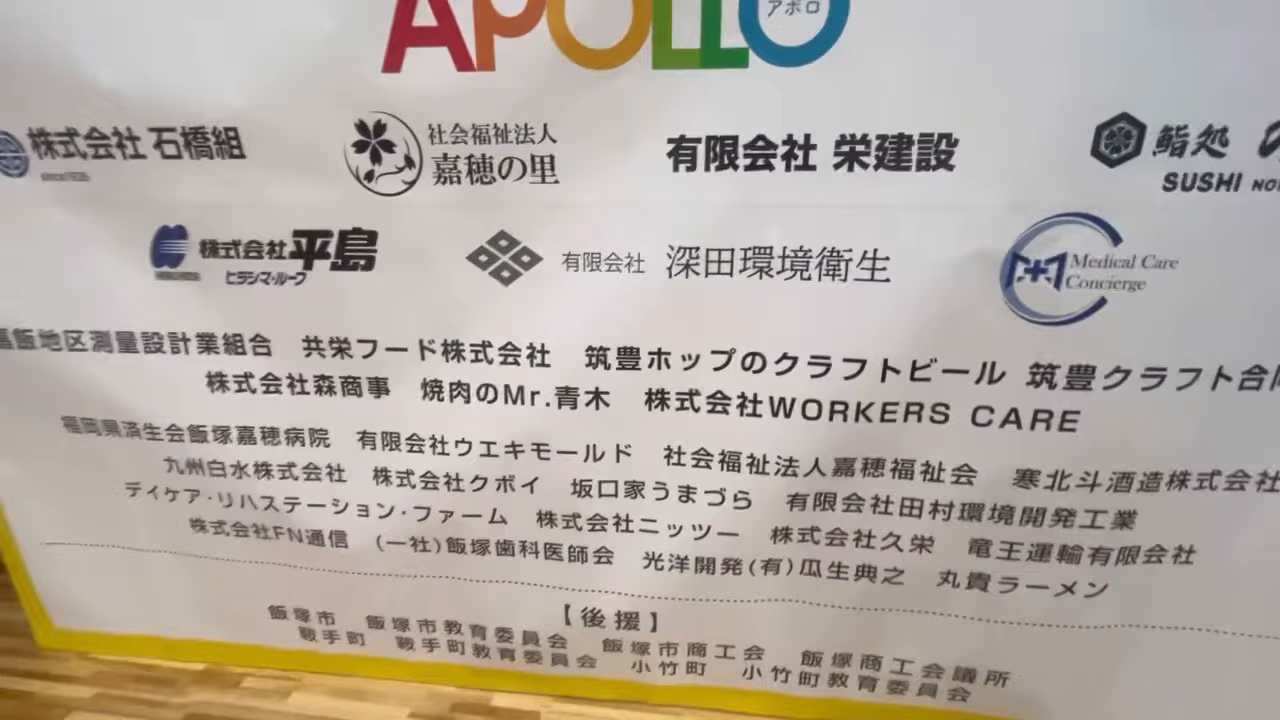 APOLLO
アポロ
株式会社 石橋組
社会福祉法人
嘉穂の里
有限会社 栄建設
鮨処
SUSHI
株式会社平島
ヒラシマ・ルーフ
有限会社 深田環境衛生
Medical Care
Concierge
飯地区測量設計業組合 共栄フード株式会社 筑豊ホップのクラフトビール 筑豊クラフト合
株式会社森商事 焼肉のMr.青木 株式会社WORKERS CARE
福岡県済生会飯塚嘉穂病院 有限会社ウエキモールド 社会福祉法人嘉穂福祉会 寒北斗酒造株式会社
九州白水株式会社 株式会社クボイ 坂口家うまづら 有限会社田村環境開発工業
デイケア・リハステーション・ファーム 株式会社ニッツー 株式会社久栄 竜王運輸有限会社
株式会社FN通信 (一社)飯塚歯科医師会 光洋開発(有)瓜生典之 丸貴ラーメン
【後援】
飯塚市 飯塚市教育委員会 飯塚市商工会 飯塚商工会議所
鞍手町 鞍手町教育委員会 小竹町 小竹町教育委員会